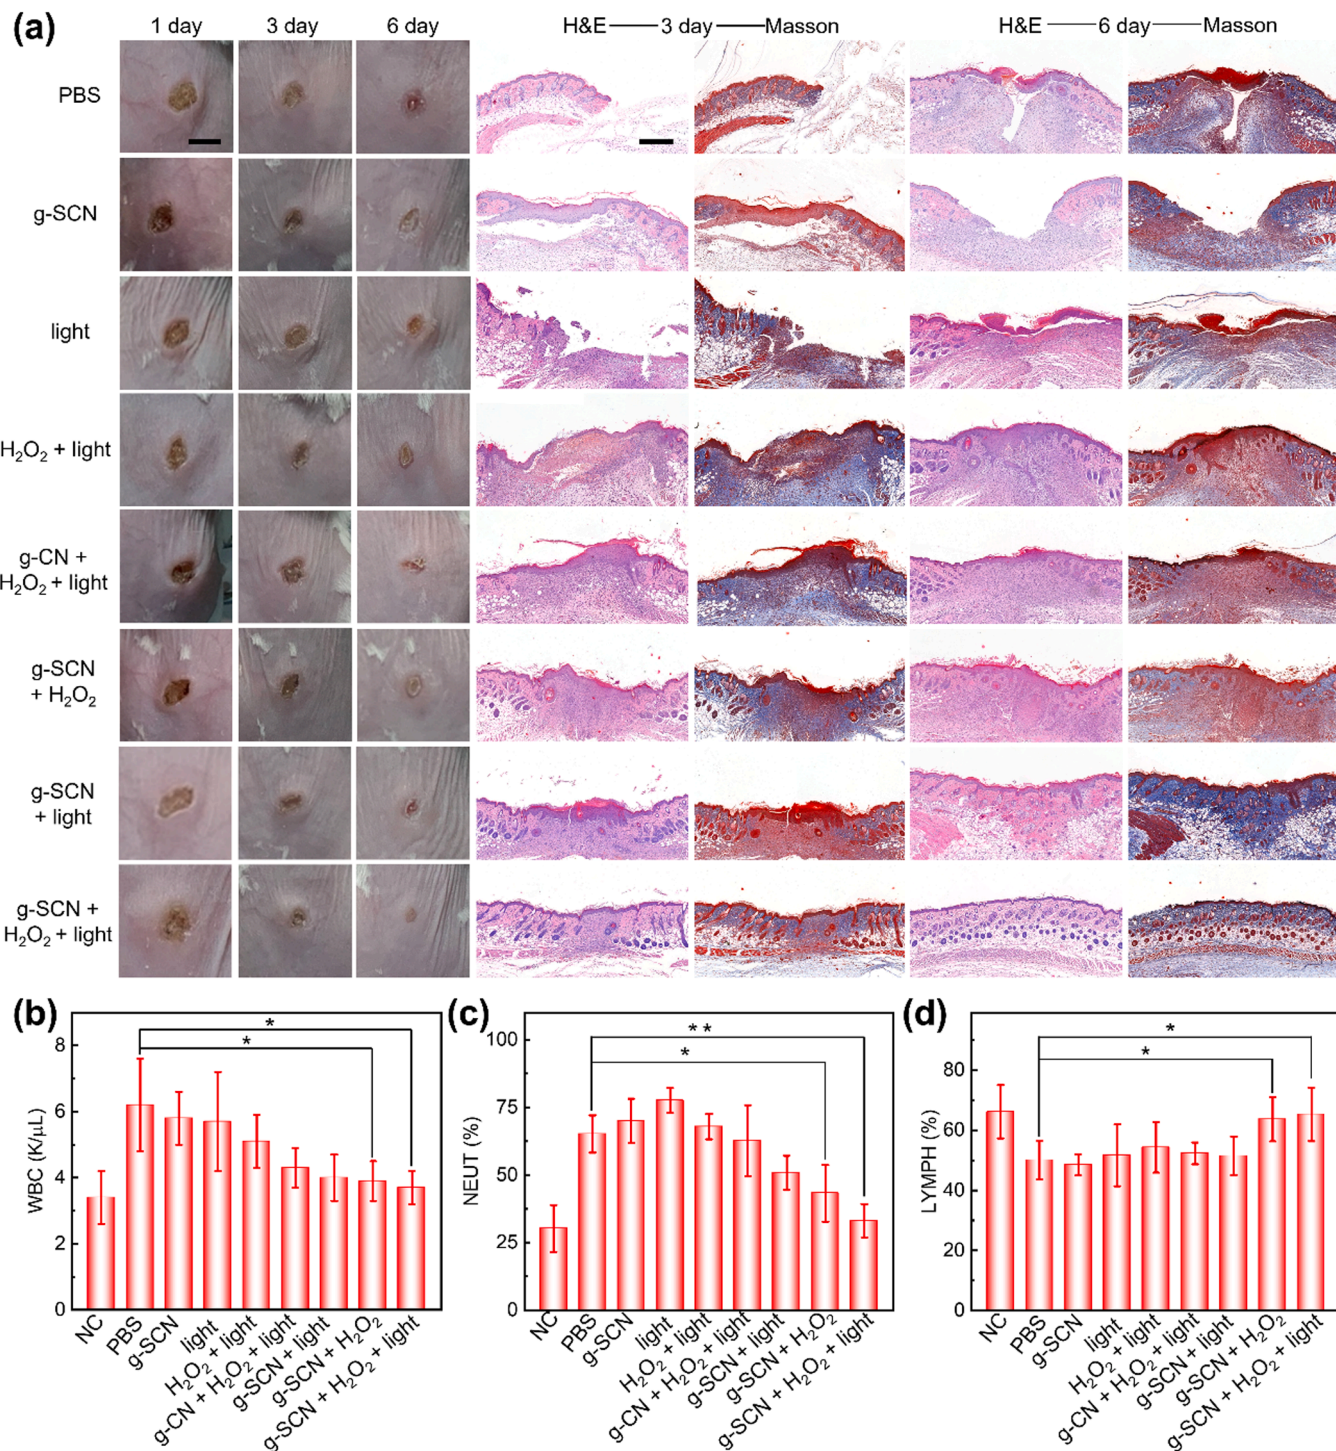 (a)
1 day 3 day 6 day H&E 3 day Masson H&E 6 day Masson
PBS
g-SCN
light
H₂O₂ + light
g-CN +
H₂O₂ + light
g-SCN
+ H₂O₂
g-SCN
+ light
g-SCN +
H₂O₂ + light
(b)
WBC (K/μL)
8
6
4
2
0
*
*
NC
PBS
g-SCN
light
H₂O₂ + light
g-CN + H₂O₂ + light
g-SCN + light
g-SCN + H₂O₂
g-SCN + H₂O₂ + light
(c)
NEUT (%)
100
75
50
25
0
* *
*
NC
PBS
g-SCN
light
H₂O₂ + light
g-CN + H₂O₂ + light
g-SCN + light
g-SCN + H₂O₂
g-SCN + H₂O₂ + light
(d)
LYMPH (%)
80
60
40
20
0
*
*
NC
PBS
g-SCN
light
H₂O₂ + light
g-CN + H₂O₂ + light
g-SCN + light
g-SCN + H₂O₂
g-SCN + H₂O₂ + light